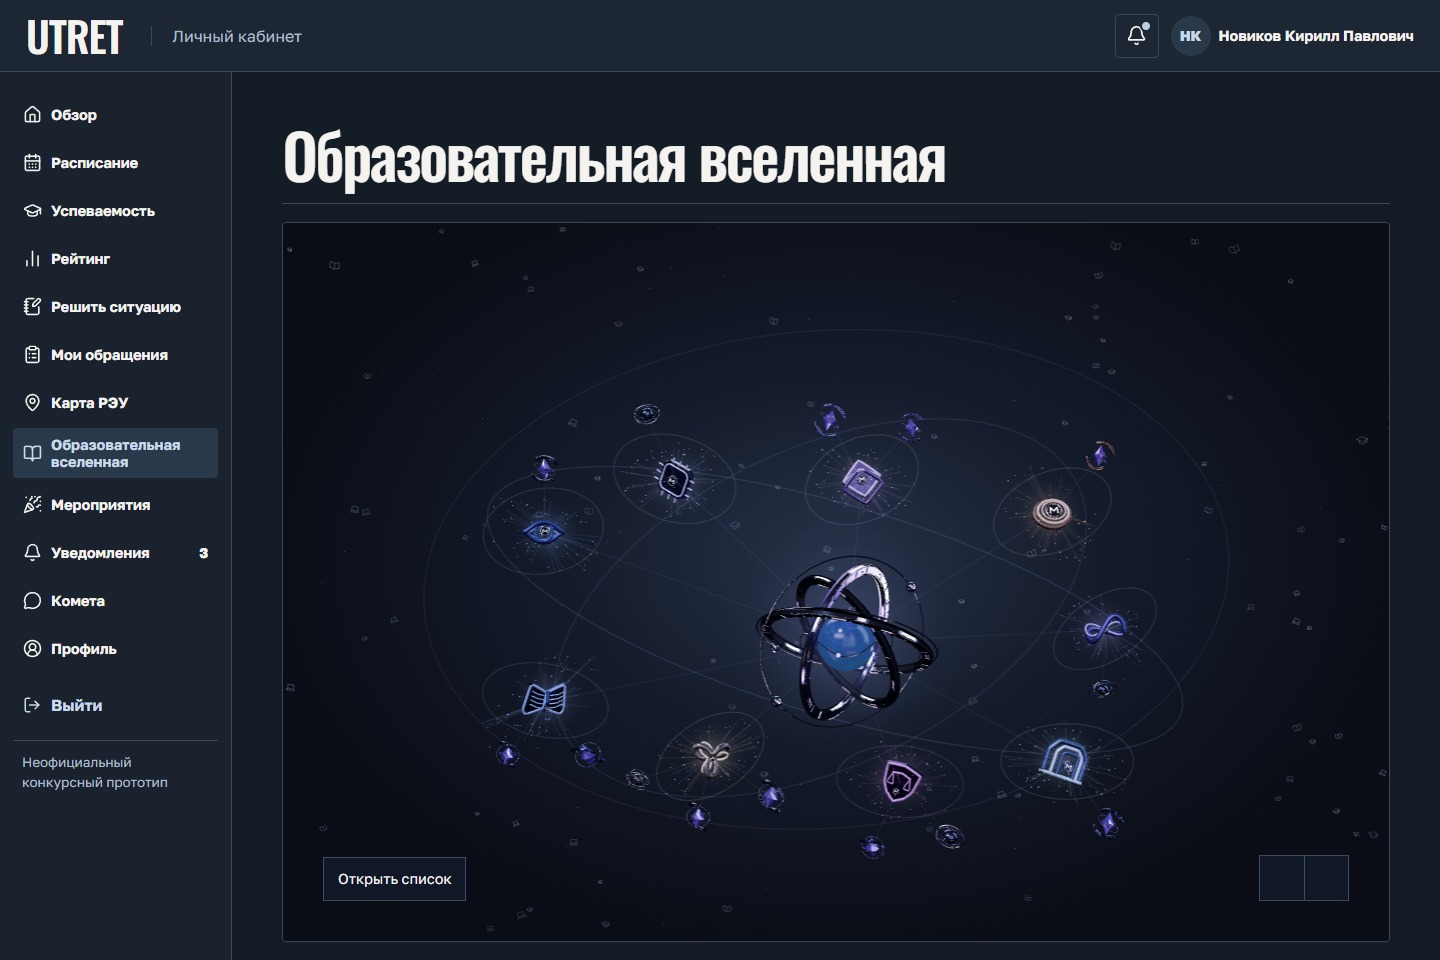 UTRET
Личный кабинет
НК
Новиков Кирилл Павлович
Обзор
Расписание
Успеваемость
Рейтинг
Решить ситуацию
Мои обращения
Карта РЭУ
Образовательная
вселенная
Мероприятия
Уведомления 3
Комета
Профиль
Выйти
Неофициальный
конкурсный прототип
Образовательная вселенная
Открыть список